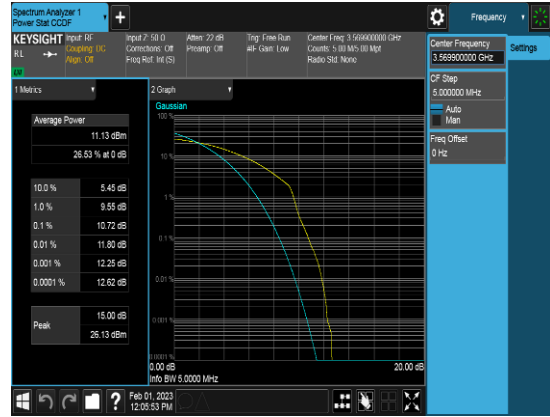 Spectrum Analyzer 1
Power Stat CCDF
Frequency
KEYSIGHT
RL
Input: RF
Coupling: DC
Align: Off
Input Z: 50 Ω
Corrections: Off
Freq Ref: Int (S)
Atten: 22 dB
Preamp: Off
Trig: Free Run
#IF Gain: Low
Center Freq: 3.569900000 GHz
Counts: 5.00 M/5.00 Mpt
Radio Std: None
Center Frequency
3.569900000 GHz
Settings
CF Step
5.000000 MHz
Auto
Man
Freq Offset
0 Hz
1 Metrics
Average Power
11.13 dBm
26.53 % at 0 dB
10.0 % 5.45 dB
1.0 % 9.55 dB
0.1 % 10.72 dB
0.01 % 11.80 dB
0.001 % 12.25 dB
0.0001 % 12.62 dB
Peak
15.00 dB
26.13 dBm
2 Graph
Gaussian
100 %
10 %
1 %
0.1 %
0.01 %
0.001 %
0.0001 %
0.00 dB
20.00 dB
Info BW 5.0000 MHz
?
Feb 01, 2023
12:05:53 PM